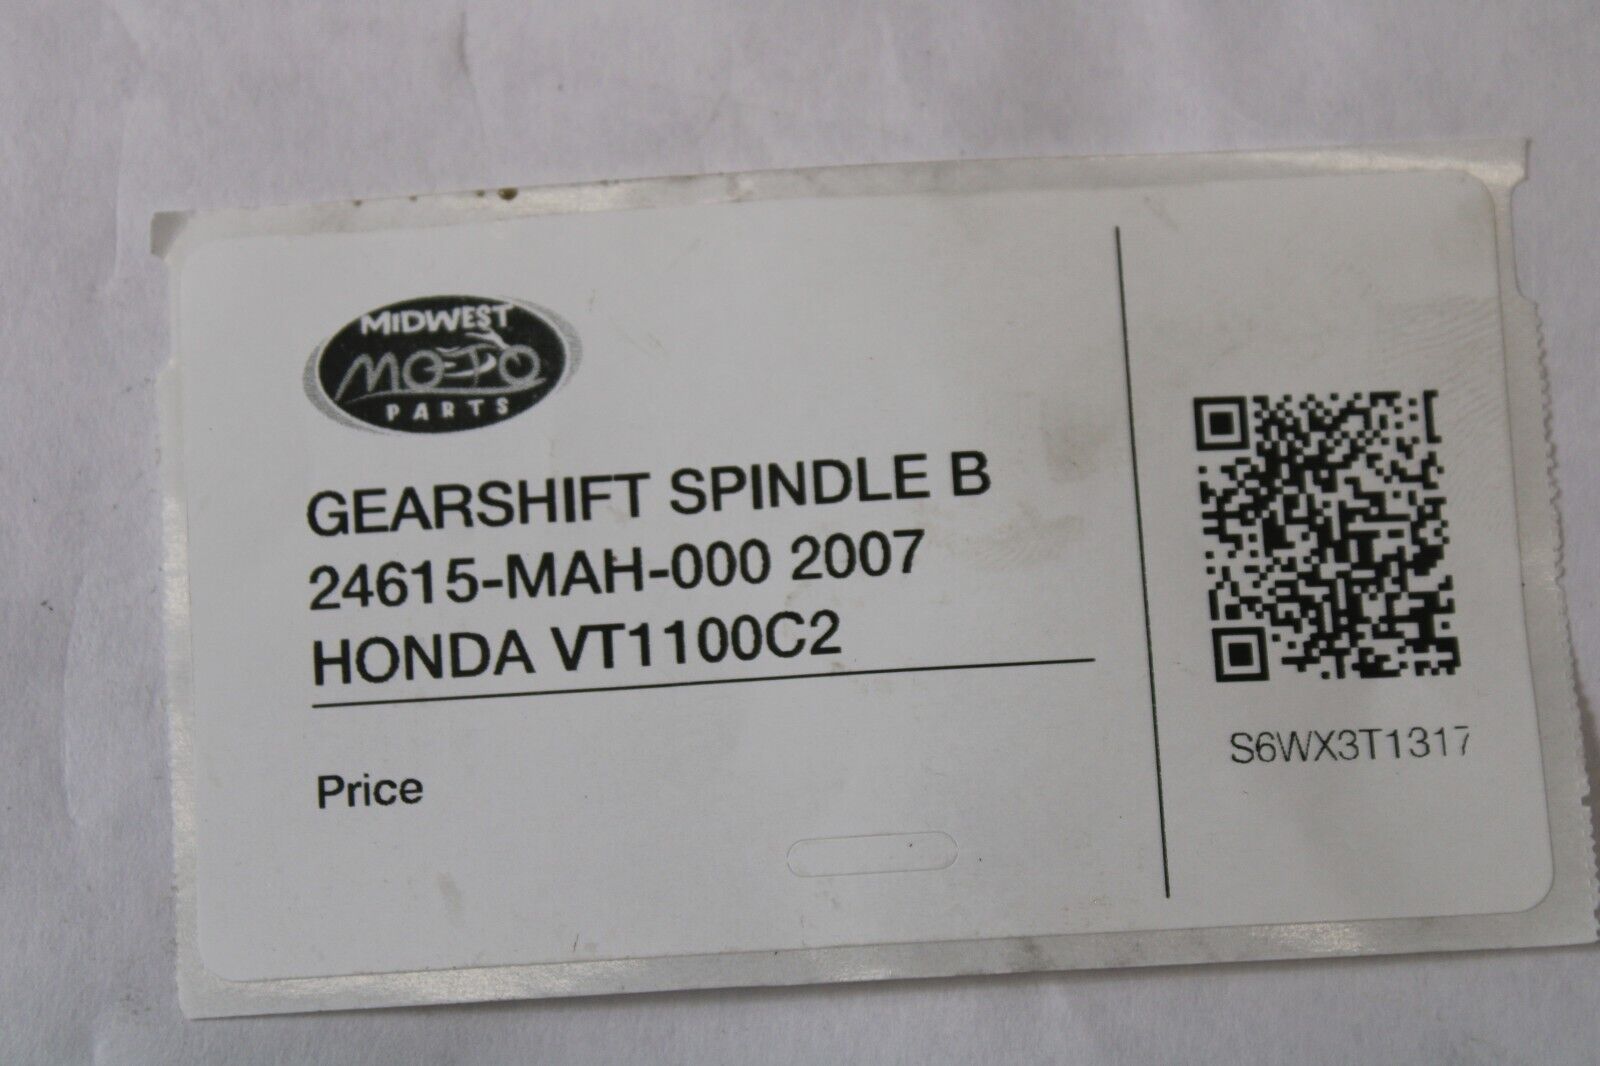 MIDWEST
MOTO
PARTS
GEARSHIFT SPINDLE B
24615-MAH-000 2007
HONDA VT1100C2
Price
S6WX3T1317